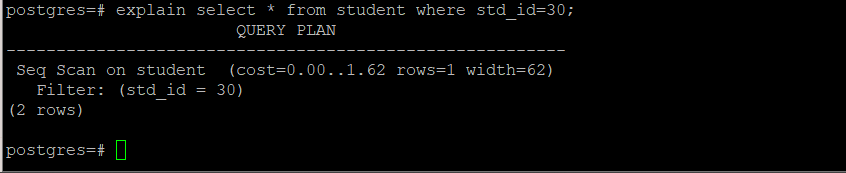 postgres=# explain select * from student where std_id=30;
QUERY PLAN
---------------------------------------------------------
Seq Scan on student  (cost=0.00..1.62 rows=1 width=62)
Filter: (std_id = 30)
(2 rows)
postgres=#